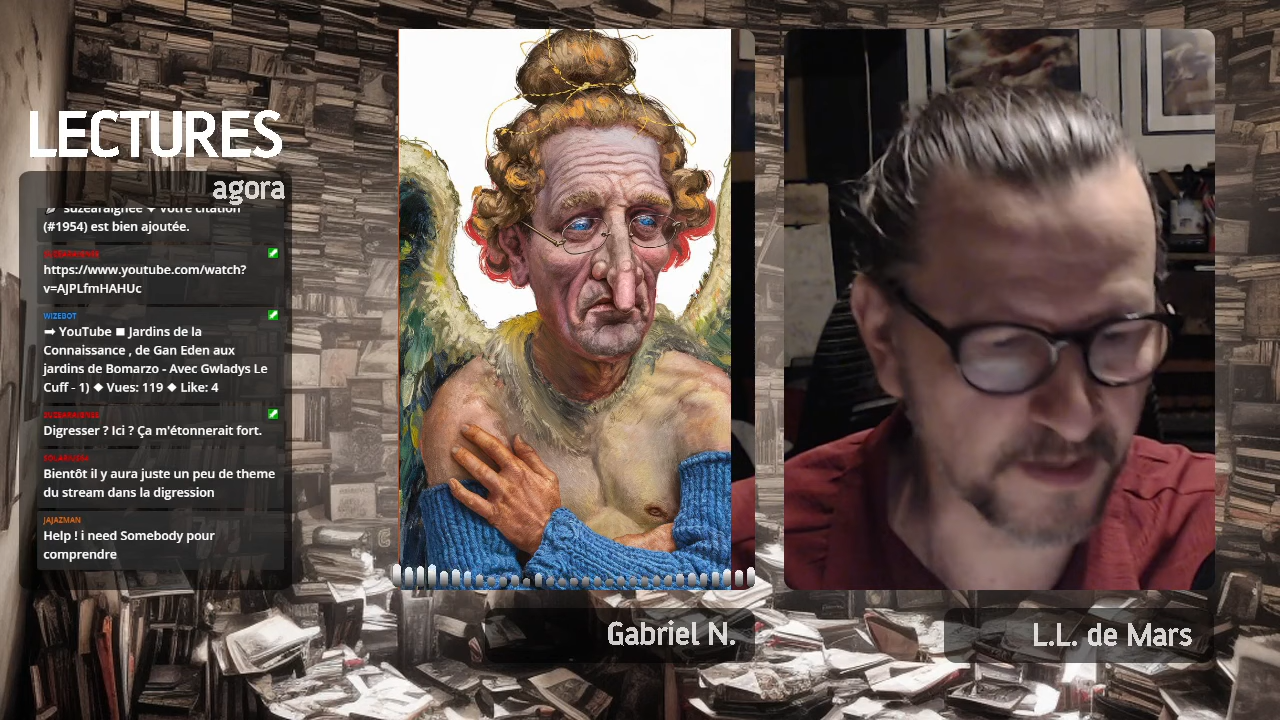 LECTURES
agora
Suzearaignee ✦ votre citation
(#1954) est bien ajoutée.
https://www.youtube.com/watch?
v=AJPLfmHAHUc
WIZEBOT
➡ YouTube ■ Jardins de la
Connaissance , de Gan Eden aux
jardins de Bomarzo - Avec Gwladys Le
Cuff - 1) ◆ Vues: 119 ◆ Like: 4
SUZEARAIGNEE
Digresser ? Ici ? Ça m'étonnerait fort.
Bientôt il y aura juste un peu de theme
du stream dans la digression
JAJAZMAN
Help ! i need Somebody pour
comprendre
Gabriel N.
L.L. de Mars